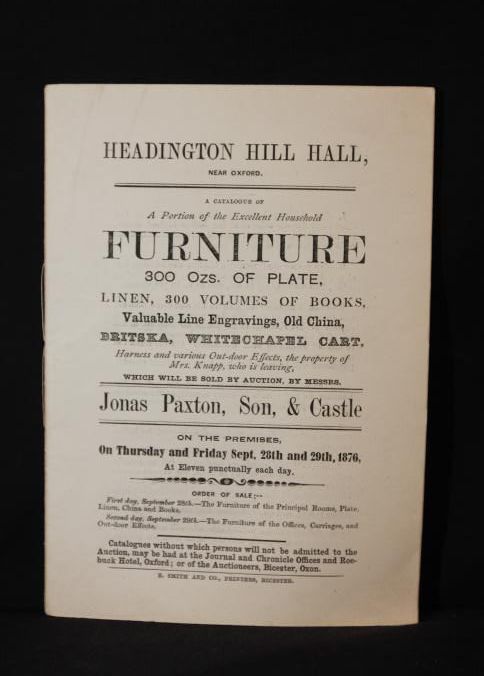 HEADINGTON HILL HALL,
NEAR OXFORD.
A CATALOGUE OF
A Portion of the Excellent Household
FURNITURE
300 Ozs. OF PLATE,
LINEN, 300 VOLUMES OF BOOKS,
Valuable Line Engravings, Old China,
BRITSKA, WHITECHAPEL CART,
Harness and various Out-door Effects, the property of
Mrs. Knapp, who is leaving,
WHICH WILL BE SOLD BY AUCTION, BY MESSRS.
Jonas Paxton, Son, & Castle
ON THE PREMISES,
On Thursday and Friday Sept, 28th and 29th, 1876,
At Eleven punctually each day.
ORDER OF SALE;--
First day, September 28th.—The Furniture of the Principal Rooms, Plate,
Linen, China and Books.
Second day, September 29th.—The Furniture of the Offices, Carriages, and
Out-door Effects.
Catalogues without which persons will not be admitted to the
Auction, may be had at the Journal and Chronicle Offices and Roe-
buck Hotel, Oxford; or of the Auctioneers, Bicester, Oxon.
E. SMITH AND CO., PRINTERS, BICESTER.